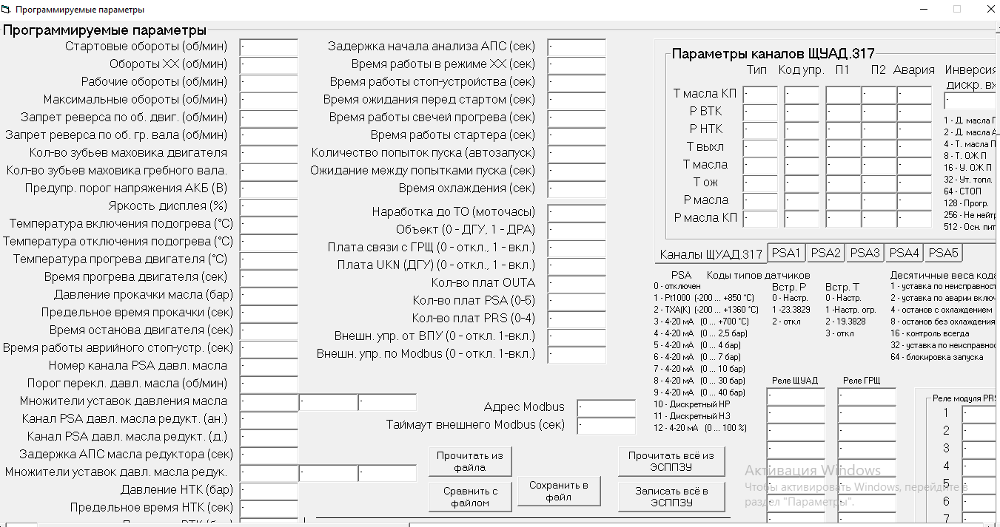 Программируемые параметры
Программируемые параметры
Стартовые обороты (об/мин)
Обороты ХХ (об/мин)
Рабочие обороты (об/мин)
Максимальные обороты (об/мин)
Запрет реверса по об. двиг. (об/мин)
Запрет реверса по об. гр. вала (об/мин)
Кол-во зубьев маховика двигателя
Кол-во зубьев маховика гребного вала.
Предупр. порог напряжения АКБ (В)
Яркость дисплея (%)
Температура включения подогрева (°С)
Температура отключения подогрева (°С)
Температура прогрева двигателя (°С)
Время прогрева двигателя (сек)
Давление прокачки масла (бар)
Предельное время прокачки (сек)
Время останова двигателя (сек)
Время работы аврийного стоп-устр. (сек)
Номер канала PSA давл. масла
Порог перекл. давл. масла (об/мин)
Множители уставок давления масла
Канал PSA давл. масла редукт. (ан.)
Канал PSA давл. масла редукт. (д.)
Задержка АПС масла редуктора (сек)
Множители уставок давл. масла редук.
Давление НТК (бар)
Предельное время НТК (сек)
Задержка начала анализа АПС (сек)
Время работы в режиме ХХ (сек)
Время работы стоп-устройства (сек)
Время ожидания перед стартом (сек)
Время работы свечей прогрева (сек)
Время работы стартера (сек)
Количество попыток пуска (автозапуск)
Ожидание между попытками пуска (сек)
Время охлаждения (сек)
Наработка до ТО (моточасы)
Объект (0 - ДГУ, 1 - ДРА)
Плата связи с ГРЩ (0 - откл., 1 - вкл.)
Плата UKN (ДГУ) (0 - откл., 1 - вкл.)
Кол-во плат OUTA
Кол-во плат PSA (0-5)
Кол-во плат PRS (0-4)
Внешн. упр. от ВПУ (0 - откл. 1-вкл.)
Внешн. упр. по Modbus (0 - откл. 1-вкл.)
Адрес Modbus
Таймаут внешнего Modbus (сек)
Прочитать из файла
Сравнить с файлом
Сохранить в файл
Прочитать всё из ЭСППЗУ
Записать всё в ЭСППЗУ
Параметры каналов ЩУАД.317
Тип Код упр. П1 П2 Авария
Т масла КП
Р ВТК
Р НТК
Т выхл
Т масла
Т ож
Р масла
Р масла КП
Инверсия
дискр. вх
1 - Д. масла П
2 - Д. масла А
4 - Т. масла П
8 - Т. ОЖ П
16 - У. ОЖ П
32 - Ут. топл.
64 - СТОП
128 - Прогр.
256 - Не нейтр
512 - Осн. пит
Каналы ЩУАД.317 PSA1 PSA2 PSA3 PSA4 PSA5
PSA Коды типов датчиков
0 - отключен
1 - Pt1000 (-200 ... +850 °С)
2 - ТХА(К) (-200 ... +1360 °С)
3 - 4-20 мА (0 ... +700 °С)
4 - 4-20 мА (0 ... 2,5 бар)
5 - 4-20 мА (0 ... 4 бар)
6 - 4-20 мА (0 ... 7 бар)
7 - 4-20 мА (0 ... 10 бар)
8 - 4-20 мА (0 ... 30 бар)
9 - 4-20 мА (0 ... 40 бар)
10 - Дискретный НР
11 - Дискретный НЗ
12 - 4-20 мА (0 ... 100 %)
Встр. Р
0 - Настр.
1 -23.3829
2 - откл
Встр. Т
0 - Настр.
1 -Настр. огр.
2 - 19.3828
3 - откл
Десятичные веса кода
1 - уставка по неисправност
2 - уставка по аварии включ
4 - останов с охлаждением
8 - останов без охлаждения
16 - контроль всегда
32 - уставка по неисправнос
64 - блокировка запуска
Реле ЩУАД
Реле ГРЩ
Реле модуля PRS
1
2
3
4
5
6
7
Активация Windows
Чтобы активировать Windows, перейдите в
раздел "Параметры".